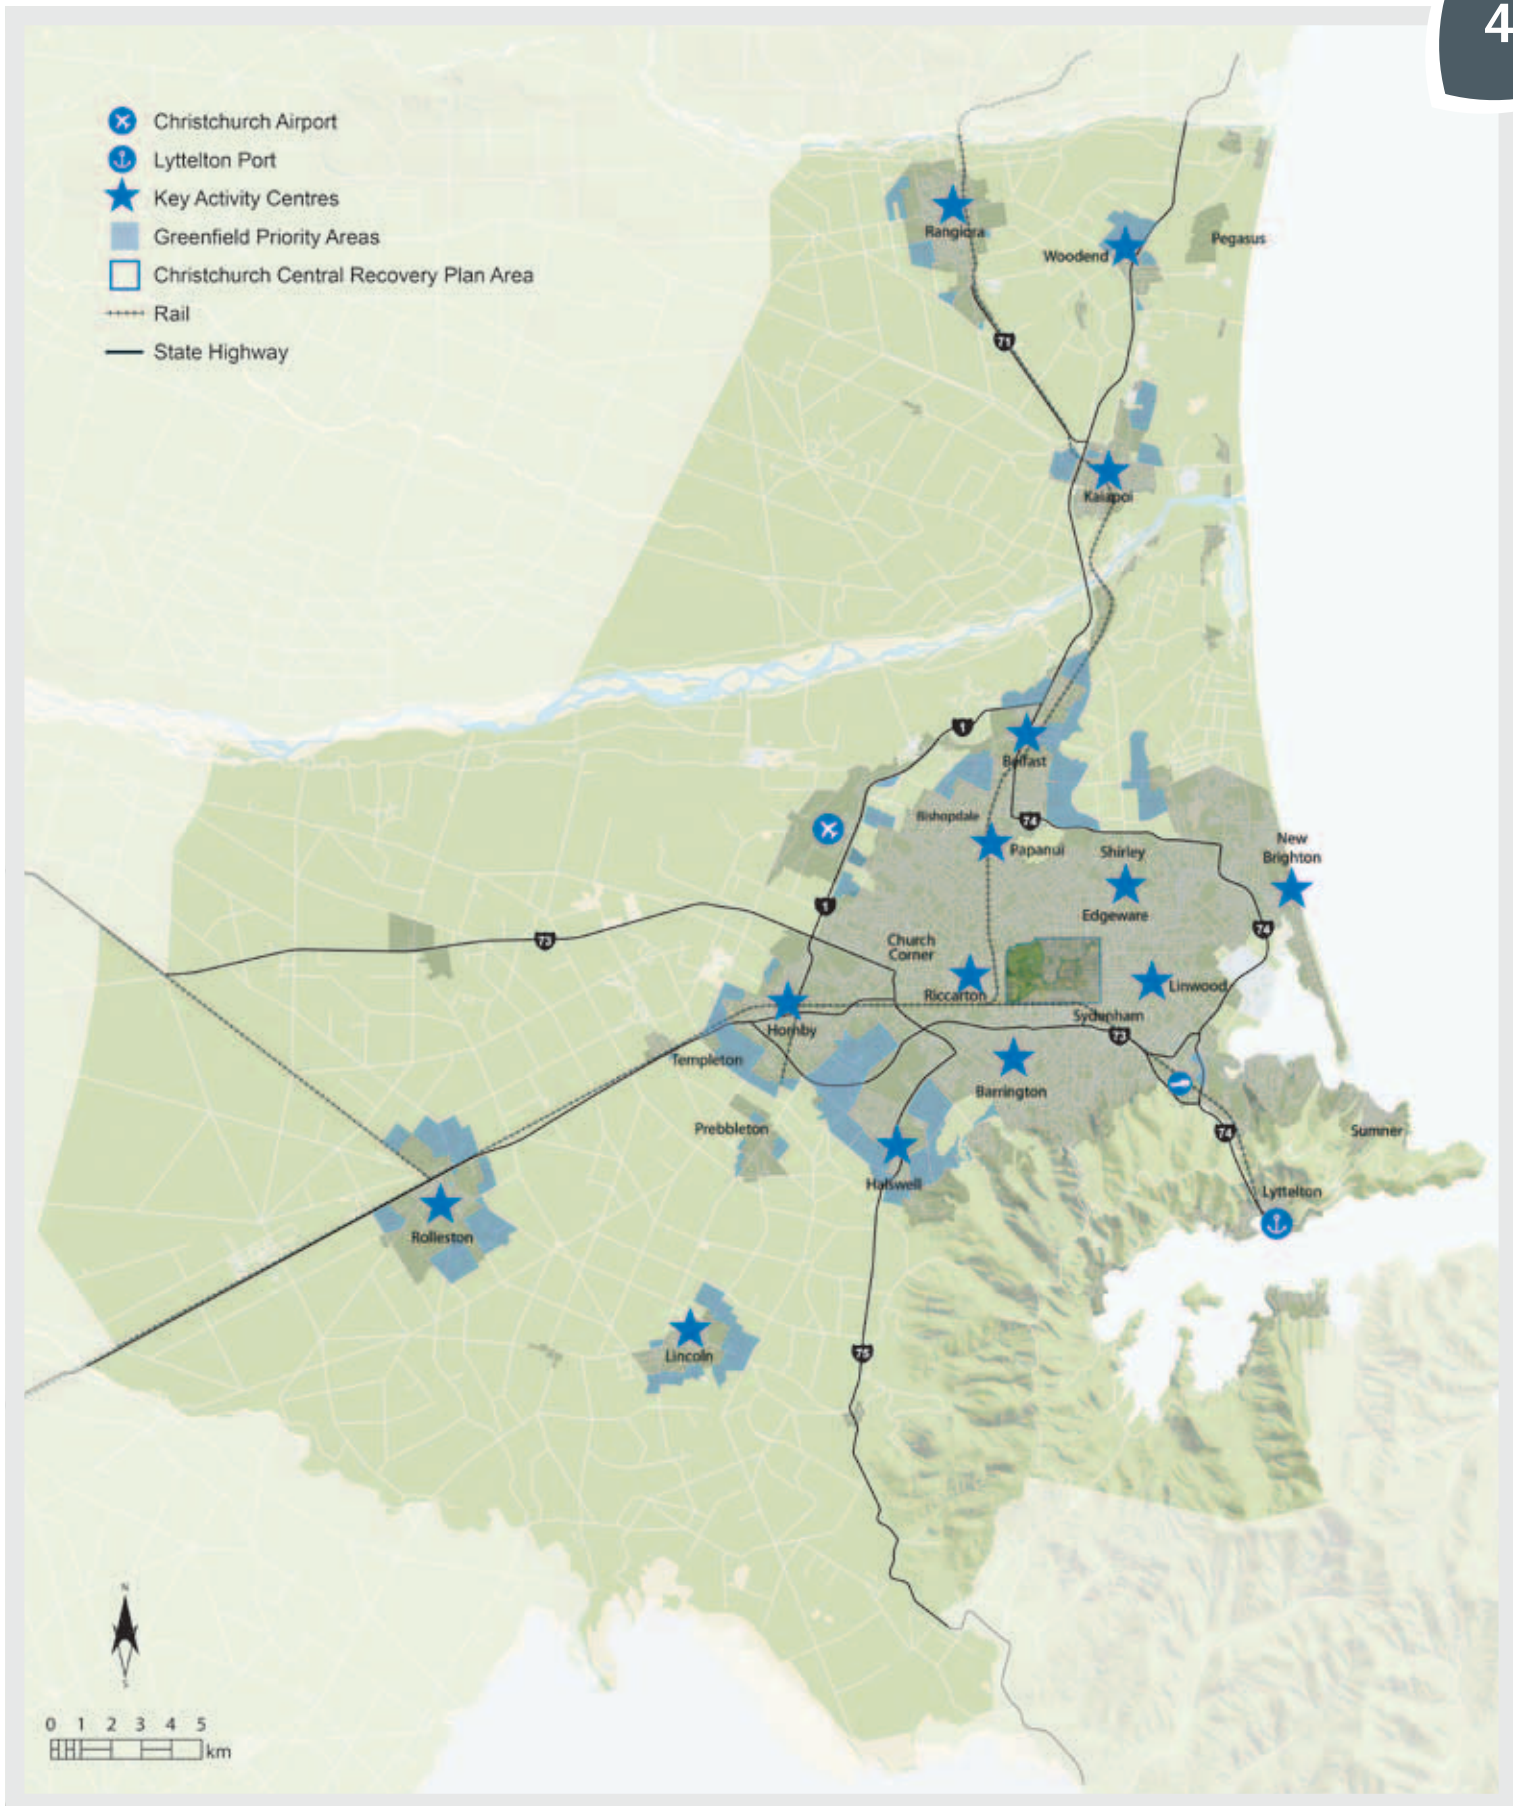 4
Christchurch Airport
Lyttelton Port
Key Activity Centres
Greenfield Priority Areas
Christchurch Central Recovery Plan Area
Rail
State Highway
Rangiora
Pegasus
Woodend
71
Kaiapoi
1
Belfast
Bishopdale
74
Papanui
Shirley
New
Brighton
1
Edgeware
74
73
Church
Corner
Riccarton
Linwood
Sydenham
Hornby
73
Templeton
Barrington
Prebbleton
Sumner
74
Halswell
Lyttelton
Rolleston
Lincoln
75
N
S
0 1 2 3 4 5
km